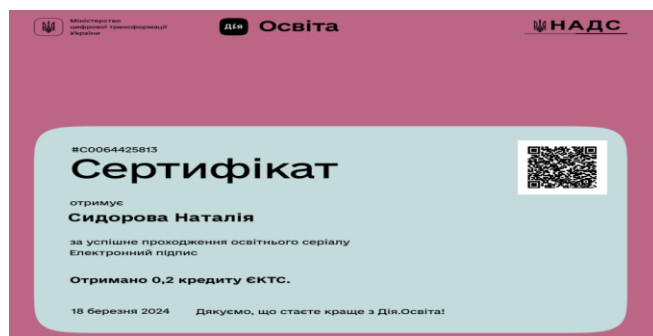 Міністерство
цифрової трансформації
України
Дія Освіта
НАДС
#C0064425813
Сертифікат
отримує
Сидорова Наталія
за успішне проходження освітнього серіалу
Електронний підпис
Отримано 0,2 кредиту ЄКТС.
18 березня 2024 Дякуємо, що стаєте краще з Дія.Освіта!